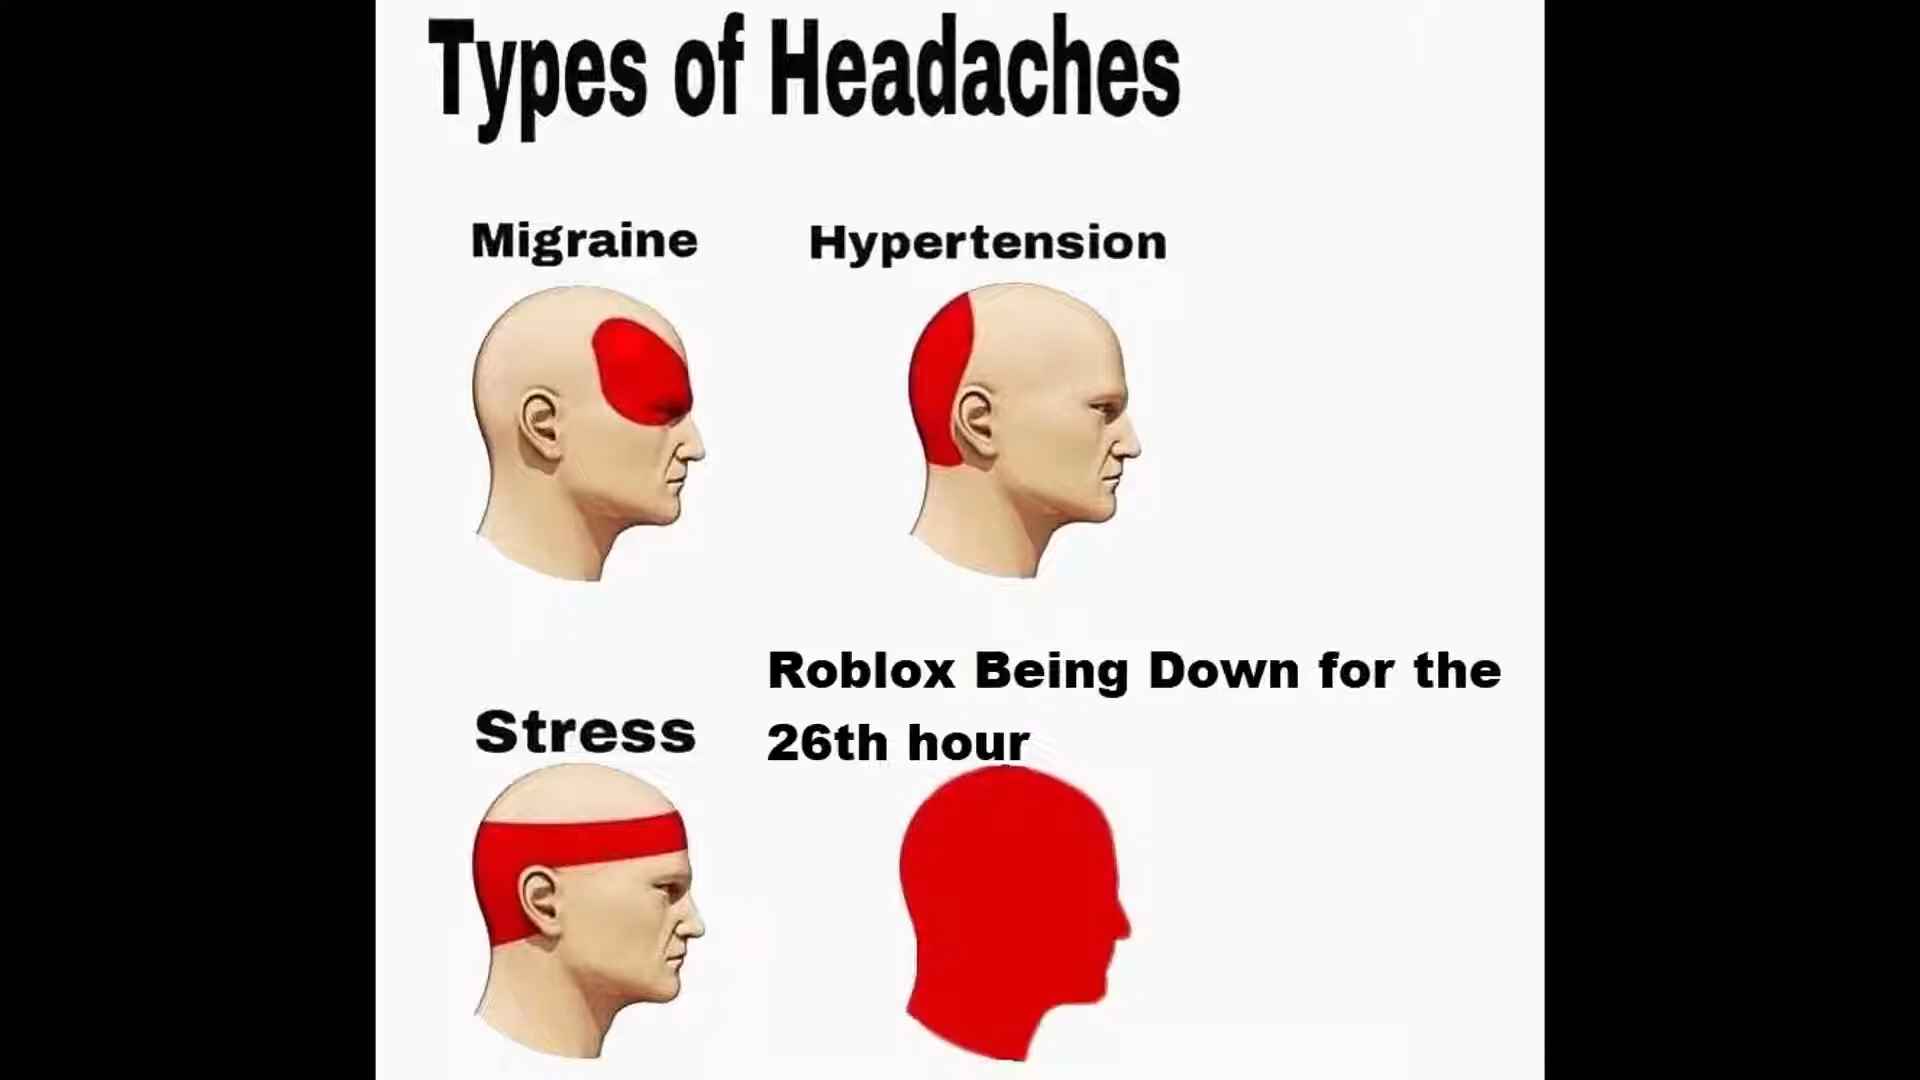 Types of Headaches
Migraine
Hypertension
Stress
Roblox Being Down for the
26th hour